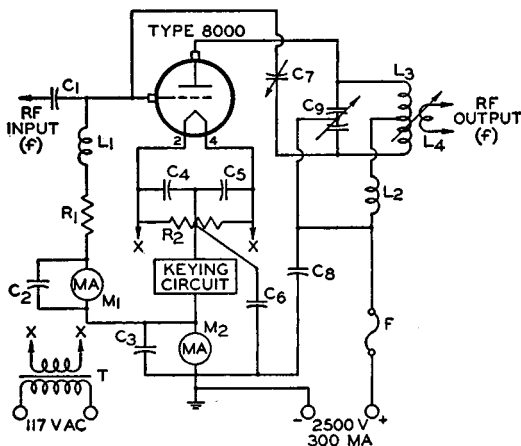 TYPE 8000
C1
C7
L3
RF
INPUT
(f)
C9
RF
OUTPUT
(f)
L4
L1
2
4
C4
C5
L2
R1
R2
X
X
KEYING
CIRCUIT
C8
C2
MA
M1
C6
X
X
C3
M2
MA
F
T
117 V AC
-
+
2500 V
300 MA